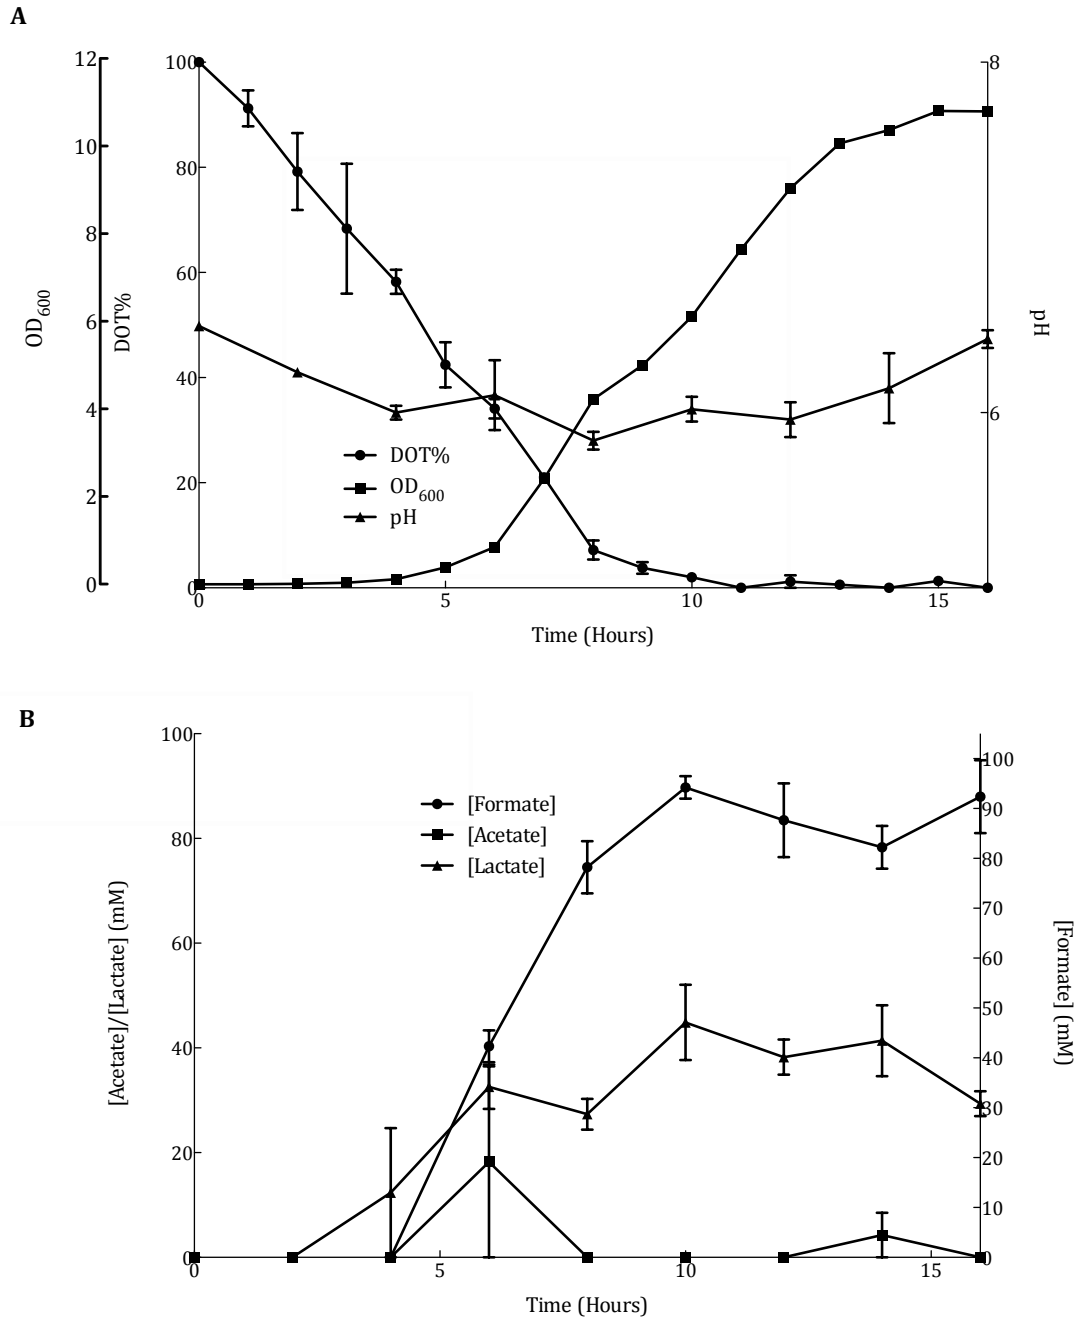 A
12
10
8
6
4
2
0
OD600
DOT%
100
80
60
40
20
0
8
6
pH
DOT%
OD600
pH
0 5 10 15
Time (Hours)
B
100
80
60
40
20
0
[Acetate]/[Lactate] (mM)
[Formate]
[Acetate]
[Lactate]
100
90
80
70
60
50
40
30
20
10
0
[Formate] (mM)
0 5 10 15
Time (Hours)